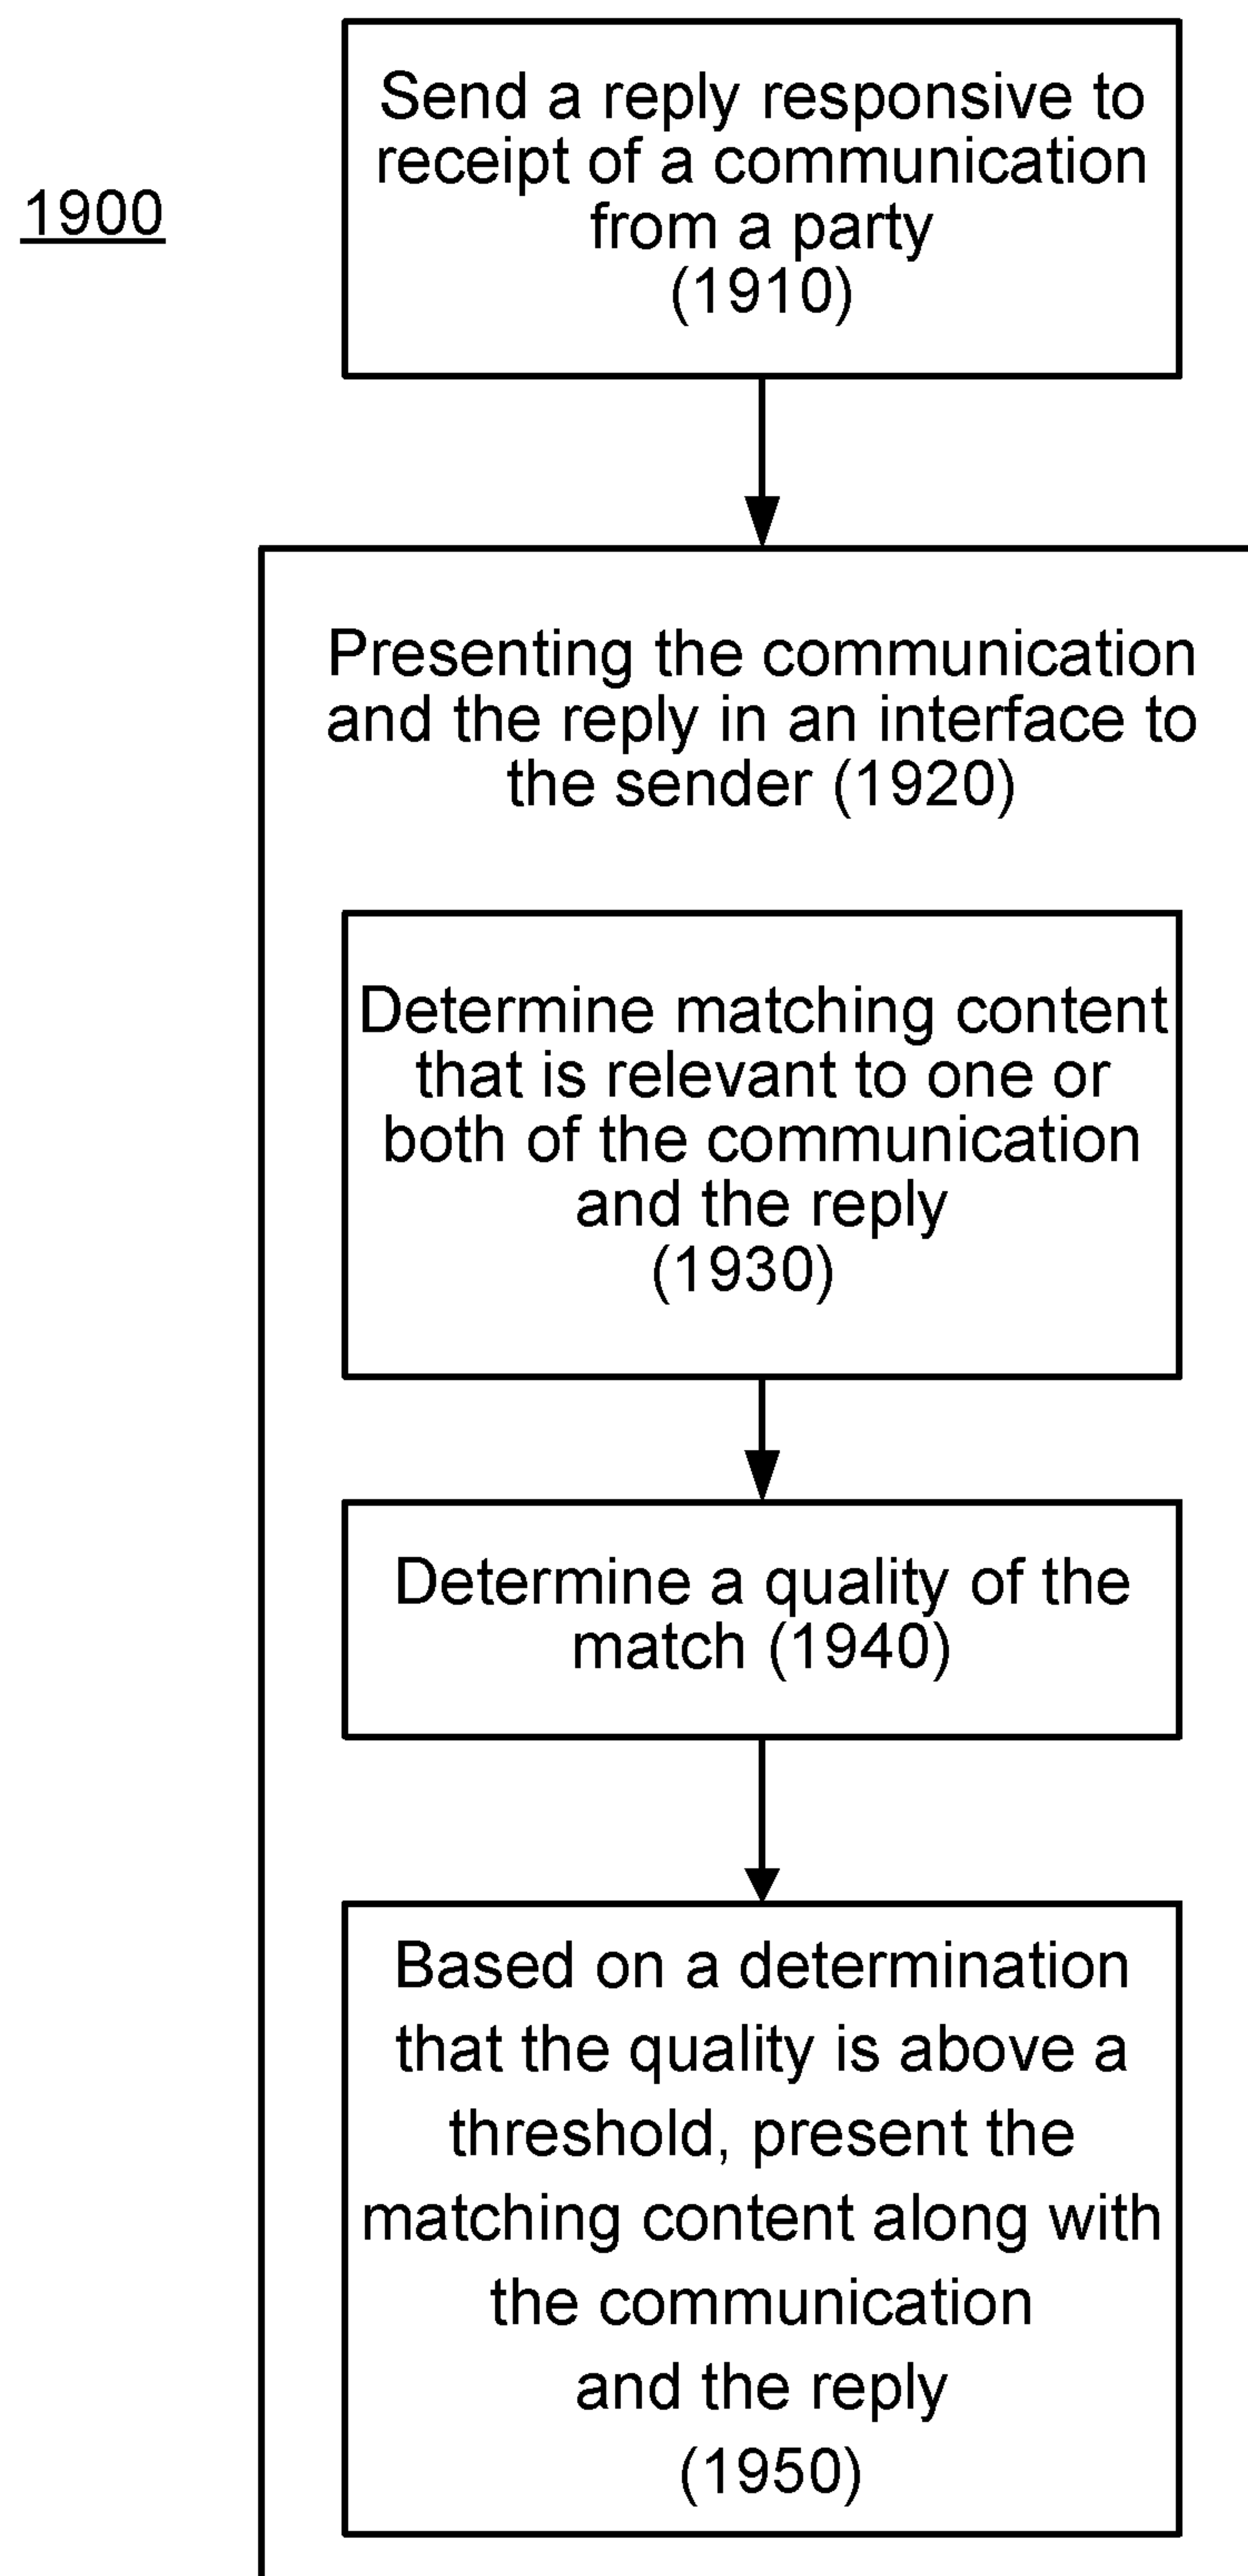 1900
Send a reply responsive to
receipt of a communication
from a party
(1910)
Presenting the communication
and the reply in an interface to
the sender (1920)
Determine matching content
that is relevant to one or
both of the communication
and the reply
(1930)
Determine a quality of the
match (1940)
Based on a determination
that the quality is above a
threshold, present the
matching content along with
the communication
and the reply
(1950)